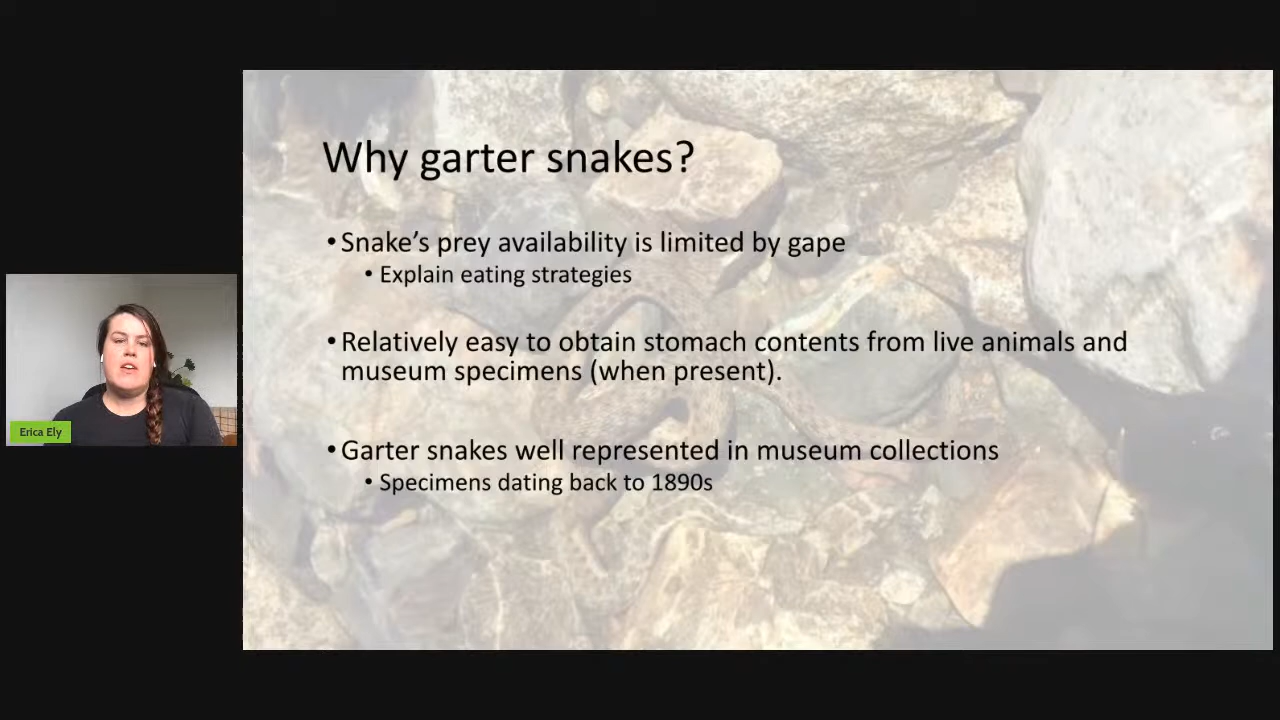 Why garter snakes?
•Snake’s prey availability is limited by gape
• Explain eating strategies
•Relatively easy to obtain stomach contents from live animals and
museum specimens (when present).
•Garter snakes well represented in museum collections
• Specimens dating back to 1890s
Erica Ely